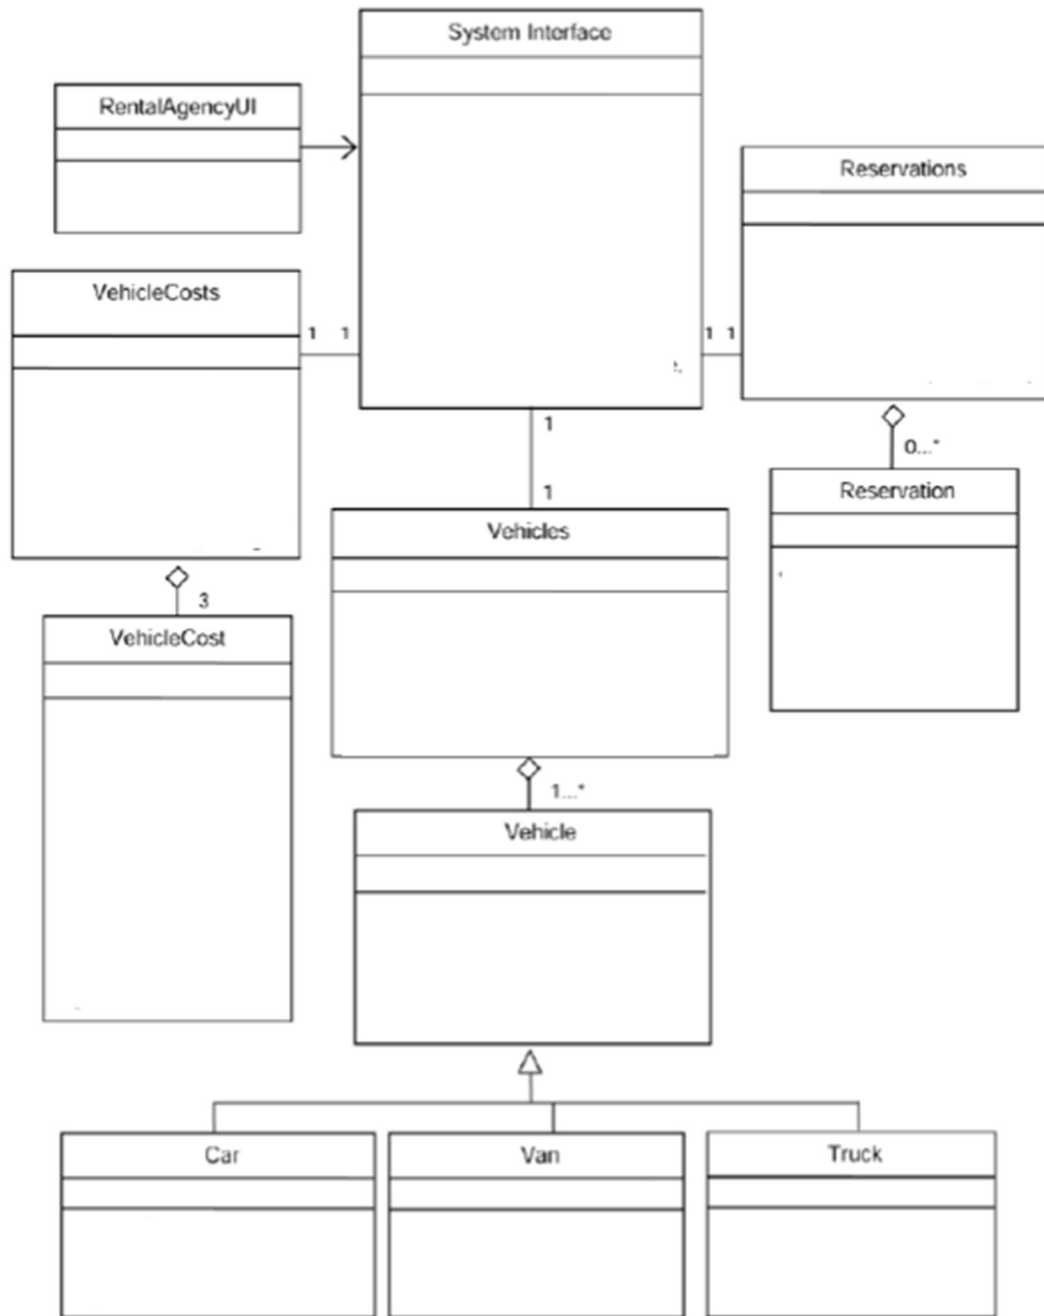 System Interface
RentalAgencyUI
Reservations
VehicleCosts
1 1
1 1
1
0...*
Reservation
1
Vehicles
3
VehicleCost
1...*
Vehicle
Car
Van
Truck